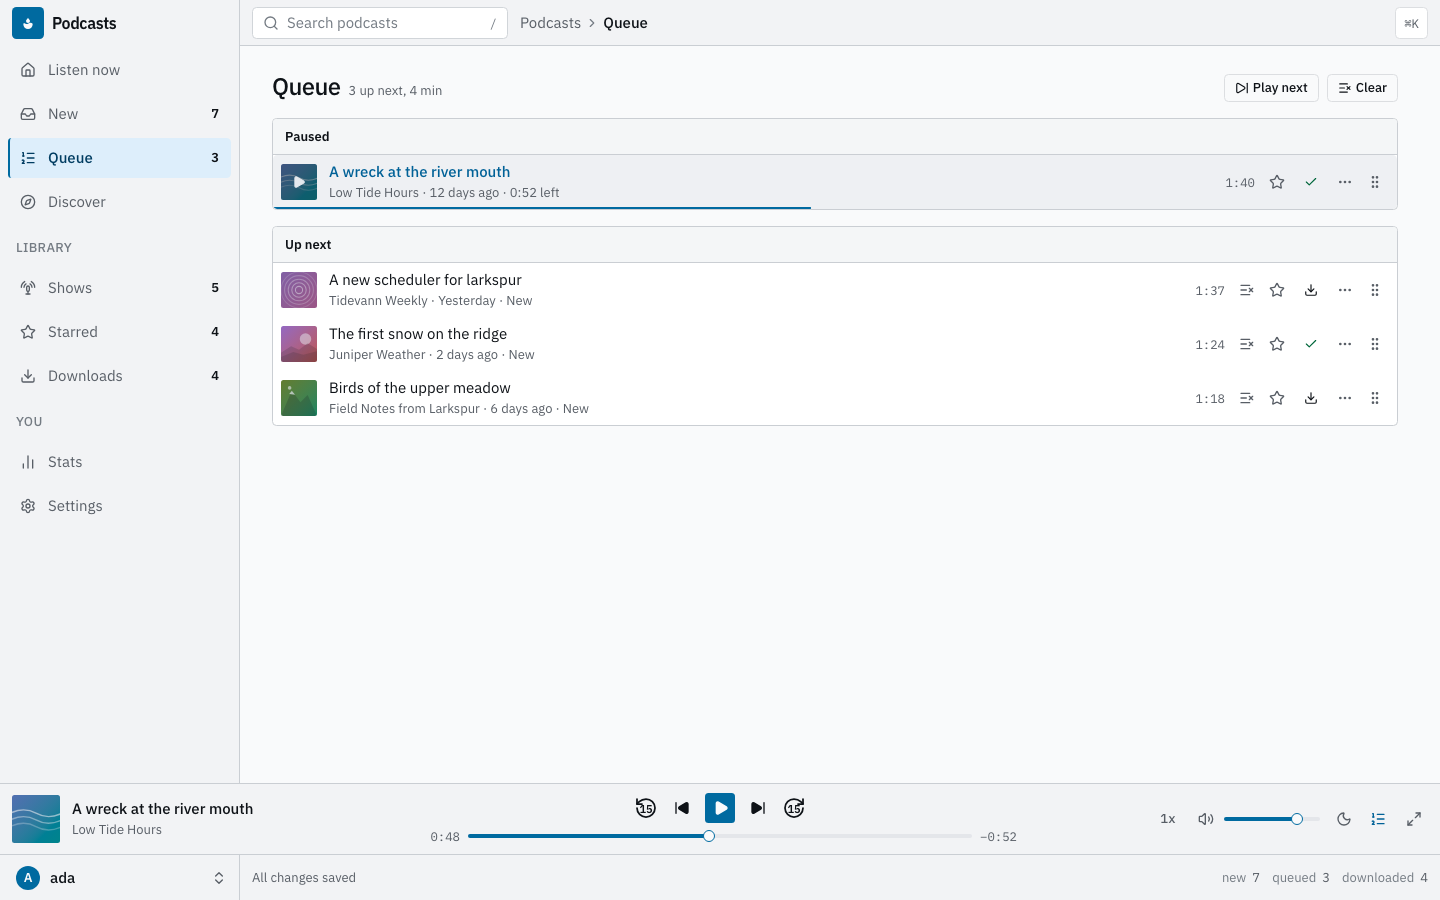 Podcasts
Search podcasts /
Podcasts > Queue
⌘K
Listen now
New 7
Queue 3
Discover
LIBRARY
Shows 5
Starred 4
Downloads 4
YOU
Stats
Settings
Queue 3 up next, 4 min
Play next
Clear
Paused
A wreck at the river mouth
Low Tide Hours · 12 days ago · 0:52 left
1:40
Up next
A new scheduler for larkspur
Tidevann Weekly · Yesterday · New
1:37
The first snow on the ridge
Juniper Weather · 2 days ago · New
1:24
Birds of the upper meadow
Field Notes from Larkspur · 6 days ago · New
1:18
A wreck at the river mouth
Low Tide Hours
15
15
0:48
−0:52
1x
A ada
All changes saved
new 7 queued 3 downloaded 4